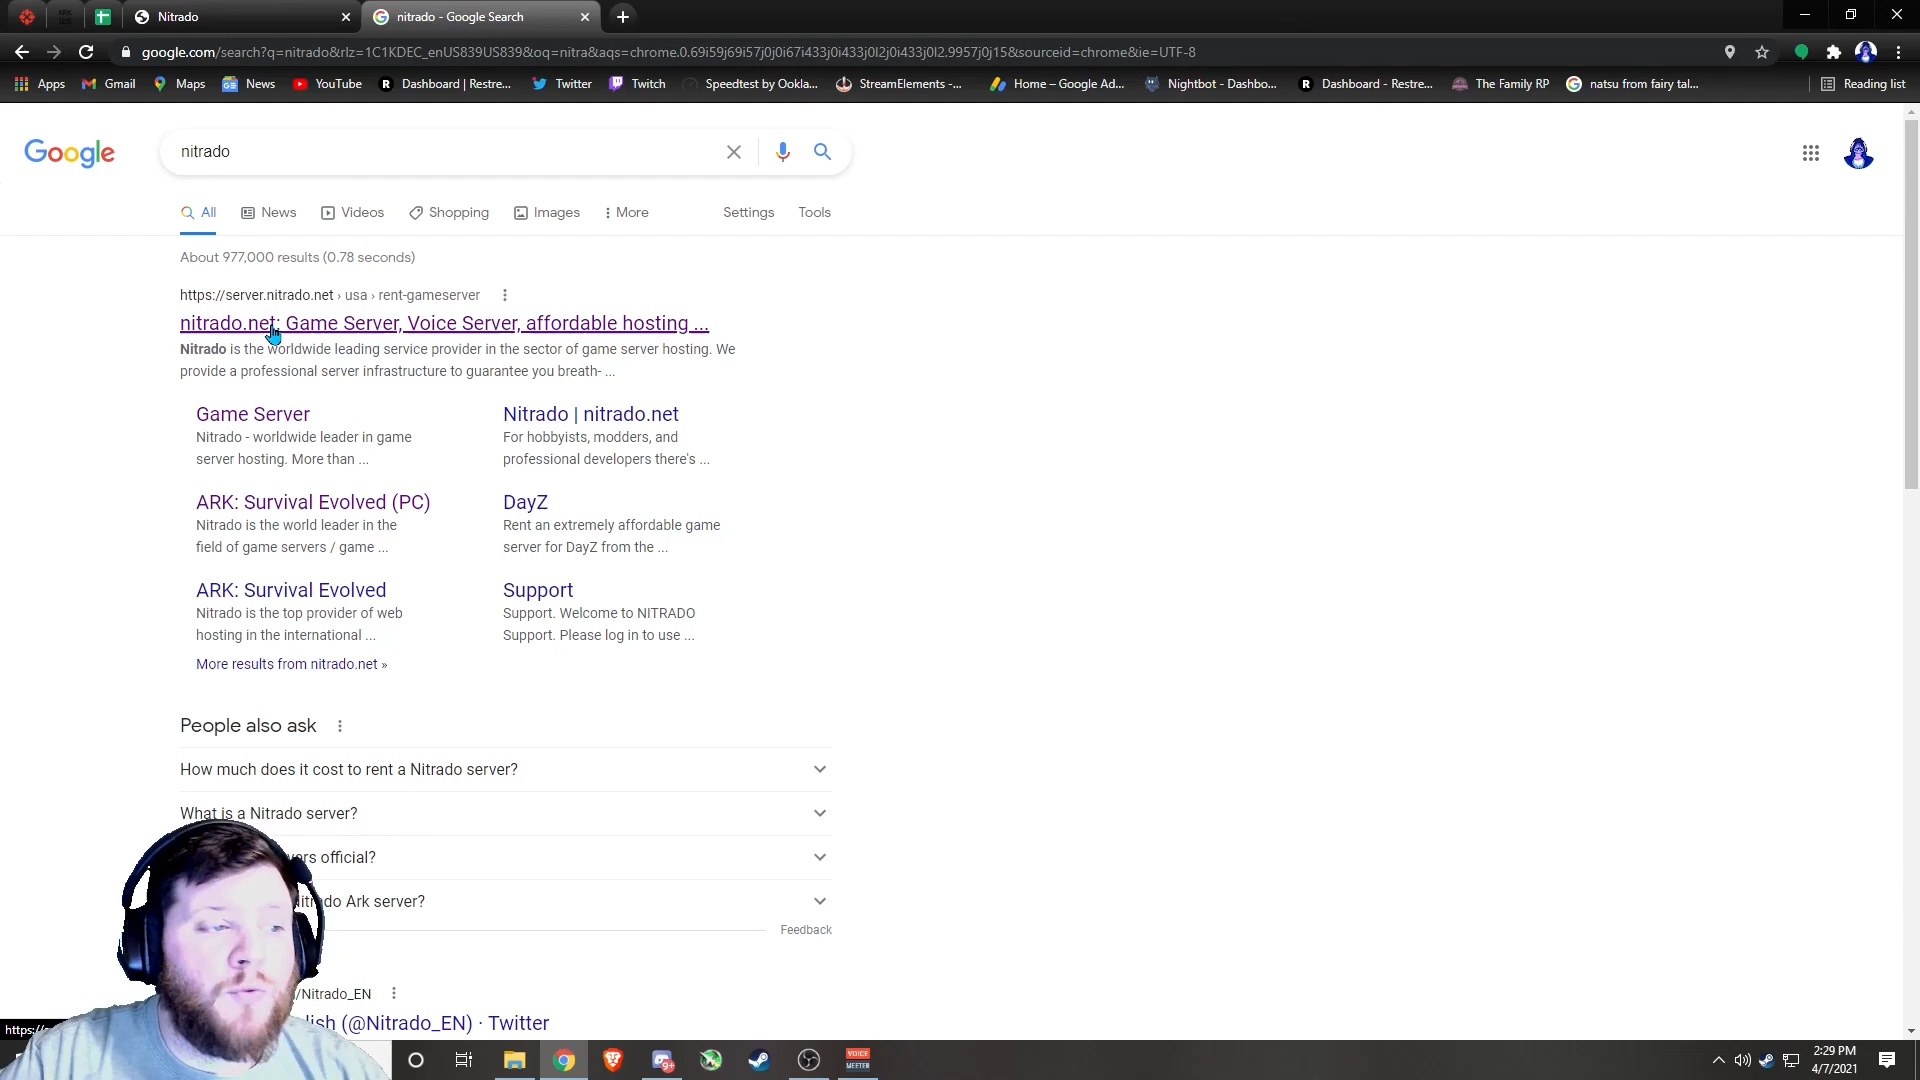 Nitrado
nitrado - Google Search
google.com/search?q=nitrado&rlz=1C1KDEC_enUS839US839&oq=nitra&aqs=chrome.0.69i59j69i57j0j0i67i433j0i433j0l2j0i433j0l2.9957j0j15&sourceid=chrome&ie=UTF-8
Apps Gmail Maps News YouTube Dashboard | Restre... Twitter Twitch Speedtest by Ookla... StreamElements -... Home – Google Ad... Nightbot - Dashbo... Dashboard - Restre... The Family RP natsu from fairy tal... Reading list
Google
nitrado
All News Videos Shopping Images More Settings Tools
About 977,000 results (0.78 seconds)
https://server.nitrado.net › usa › rent-gameserver
nitrado.net: Game Server, Voice Server, affordable hosting ...
Nitrado is the worldwide leading service provider in the sector of game server hosting. We
provide a professional server infrastructure to guarantee you breath- ...
Game Server
Nitrado - worldwide leader in game
server hosting. More than ...
Nitrado | nitrado.net
For hobbyists, modders, and
professional developers there's ...
ARK: Survival Evolved (PC)
Nitrado is the world leader in the
field of game servers / game ...
DayZ
Rent an extremely affordable game
server for DayZ from the ...
ARK: Survival Evolved
Nitrado is the top provider of web
hosting in the international ...
Support
Support. Welcome to NITRADO
Support. Please log in to use ...
More results from nitrado.net »
People also ask
How much does it cost to rent a Nitrado server?
What is a Nitrado server?
official?
Ark server?
Feedback
/Nitrado_EN
(@Nitrado_EN) · Twitter
VOICE
MEETER
2:29 PM
4/7/2021